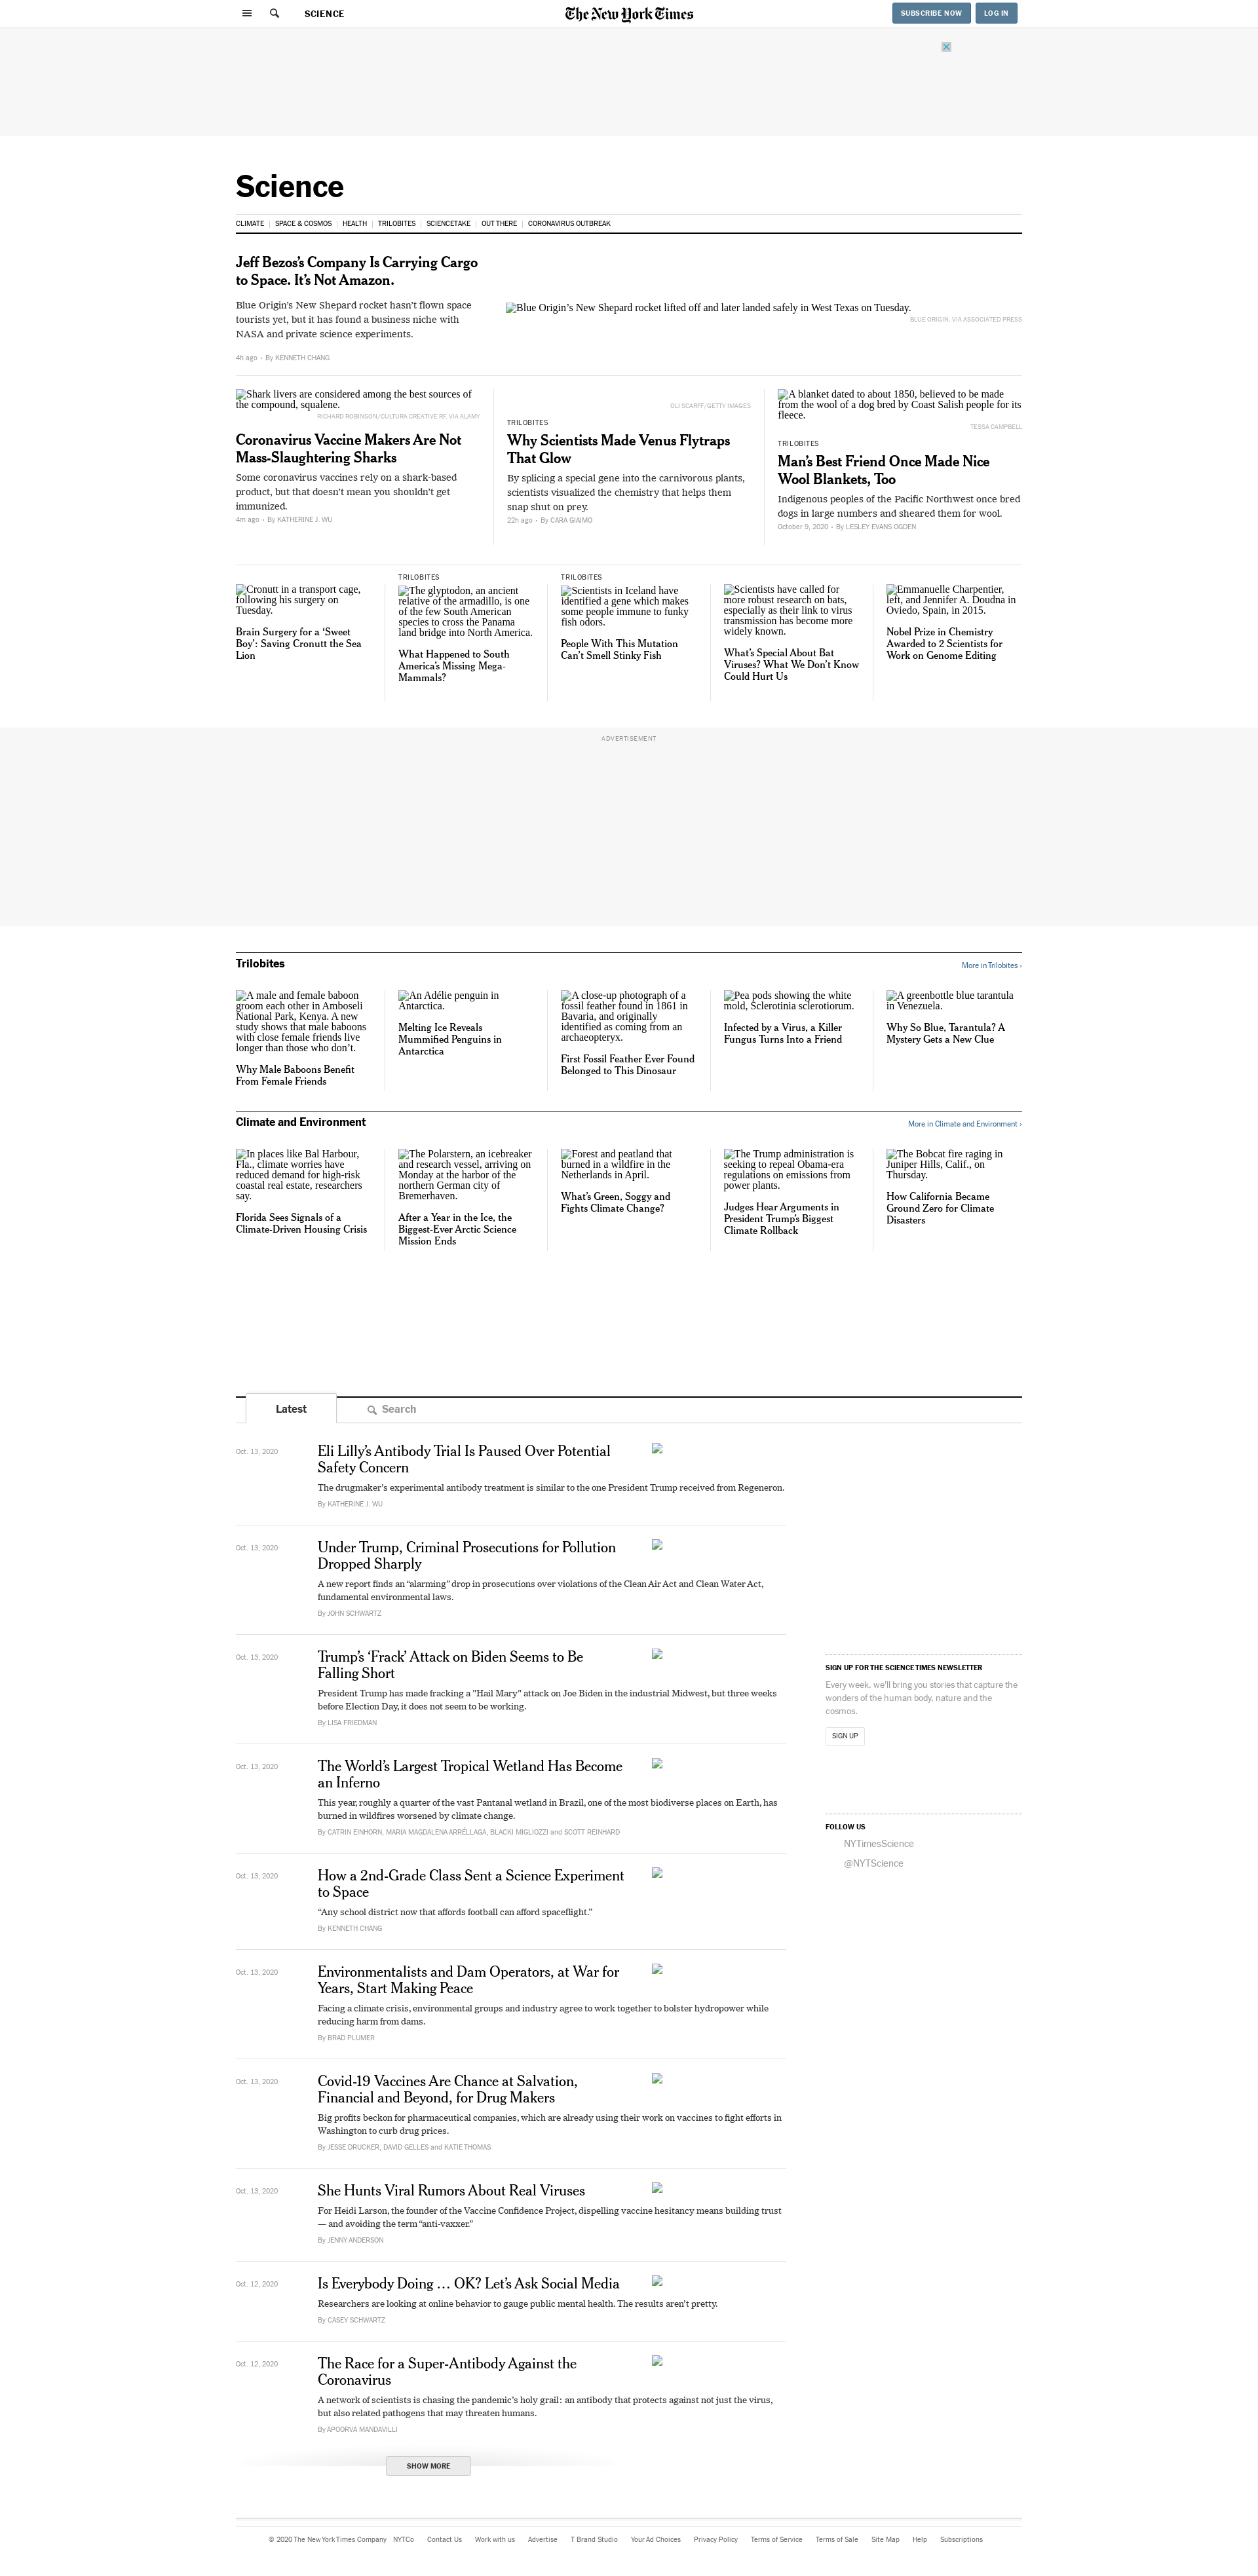 SCIENCE
The New York Times
SUBSCRIBE NOW
LOG IN
Science
CLIMATE
SPACE & COSMOS
HEALTH
TRILOBITES
SCIENCETAKE
OUT THERE
CORONAVIRUS OUTBREAK
Jeff Bezos’s Company Is Carrying Cargo
to Space. It’s Not Amazon.
Blue Origin’s New Shepard rocket hasn’t flown space
tourists yet, but it has found a business niche with
NASA and private science experiments.
4h ago • By KENNETH CHANG
Blue Origin’s New Shepard rocket lifted off and later landed safely in West Texas on Tuesday.
BLUE ORIGIN, VIA ASSOCIATED PRESS
Shark livers are considered among the best sources of
the compound, squalene.
RICHARD ROBINSON/CULTURA CREATIVE RF, VIA ALAMY
Coronavirus Vaccine Makers Are Not
Mass-Slaughtering Sharks
Some coronavirus vaccines rely on a shark-based
product, but that doesn’t mean you shouldn’t get
immunized.
4m ago • By KATHERINE J. WU
OLI SCARFF/GETTY IMAGES
TRILOBITES
Why Scientists Made Venus Flytraps
That Glow
By splicing a special gene into the carnivorous plants,
scientists visualized the chemistry that helps them
snap shut on prey.
22h ago • By CARA GIAIMO
A blanket dated to about 1850, believed to be made
from the wool of a dog bred by Coast Salish people for its
fleece.
TESSA CAMPBELL
TRILOBITES
Man’s Best Friend Once Made Nice
Wool Blankets, Too
Indigenous peoples of the Pacific Northwest once bred
dogs in large numbers and sheared them for wool.
October 9, 2020 • By LESLEY EVANS OGDEN
Cronutt in a transport cage,
following his surgery on
Tuesday.
Brain Surgery for a ‘Sweet
Boy’: Saving Cronutt the Sea
Lion
TRILOBITES
The glyptodon, an ancient
relative of the armadillo, is one
of the few South American
species to cross the Panama
land bridge into North America.
What Happened to South
America’s Missing Mega-
Mammals?
TRILOBITES
Scientists in Iceland have
identified a gene which makes
some people immune to funky
fish odors.
People With This Mutation
Can’t Smell Stinky Fish
Scientists have called for
more robust research on bats,
especially as their link to virus
transmission has become more
widely known.
What’s Special About Bat
Viruses? What We Don’t Know
Could Hurt Us
Emmanuelle Charpentier,
left, and Jennifer A. Doudna in
Oviedo, Spain, in 2015.
Nobel Prize in Chemistry
Awarded to 2 Scientists for
Work on Genome Editing
ADVERTISEMENT
Trilobites
More in Trilobites ›
A male and female baboon
groom each other in Amboseli
National Park, Kenya. A new
study shows that male baboons
with close female friends live
longer than those who don’t.
Why Male Baboons Benefit
From Female Friends
An Adélie penguin in
Antarctica.
Melting Ice Reveals
Mummified Penguins in
Antarctica
A close-up photograph of a
fossil feather found in 1861 in
Bavaria, and originally
identified as coming from an
archaeopteryx.
First Fossil Feather Ever Found
Belonged to This Dinosaur
Pea pods showing the white
mold, Sclerotinia sclerotiorum.
Infected by a Virus, a Killer
Fungus Turns Into a Friend
A greenbottle blue tarantula
in Venezuela.
Why So Blue, Tarantula? A
Mystery Gets a New Clue
Climate and Environment
More in Climate and Environment ›
In places like Bal Harbour,
Fla., climate worries have
reduced demand for high-risk
coastal real estate, researchers
say.
Florida Sees Signals of a
Climate-Driven Housing Crisis
The Polarstern, an icebreaker
and research vessel, arriving on
Monday at the harbor of the
northern German city of
Bremerhaven.
After a Year in the Ice, the
Biggest-Ever Arctic Science
Mission Ends
Forest and peatland that
burned in a wildfire in the
Netherlands in April.
What’s Green, Soggy and
Fights Climate Change?
The Trump administration is
seeking to repeal Obama-era
regulations on emissions from
power plants.
Judges Hear Arguments in
President Trump’s Biggest
Climate Rollback
The Bobcat fire raging in
Juniper Hills, Calif., on
Thursday.
How California Became
Ground Zero for Climate
Disasters
Latest
Search
Oct. 13, 2020
Eli Lilly’s Antibody Trial Is Paused Over Potential
Safety Concern
The drugmaker’s experimental antibody treatment is similar to the one President Trump received from Regeneron.
By KATHERINE J. WU
Oct. 13, 2020
Under Trump, Criminal Prosecutions for Pollution
Dropped Sharply
A new report finds an “alarming” drop in prosecutions over violations of the Clean Air Act and Clean Water Act,
fundamental environmental laws.
By JOHN SCHWARTZ
Oct. 13, 2020
Trump’s ‘Frack’ Attack on Biden Seems to Be
Falling Short
President Trump has made fracking a "Hail Mary" attack on Joe Biden in the industrial Midwest, but three weeks
before Election Day, it does not seem to be working.
By LISA FRIEDMAN
Oct. 13, 2020
The World’s Largest Tropical Wetland Has Become
an Inferno
This year, roughly a quarter of the vast Pantanal wetland in Brazil, one of the most biodiverse places on Earth, has
burned in wildfires worsened by climate change.
By CATRIN EINHORN, MARIA MAGDALENA ARRÉLLAGA, BLACKI MIGLIOZZI and SCOTT REINHARD
Oct. 13, 2020
How a 2nd-Grade Class Sent a Science Experiment
to Space
“Any school district now that affords football can afford spaceflight.”
By KENNETH CHANG
Oct. 13, 2020
Environmentalists and Dam Operators, at War for
Years, Start Making Peace
Facing a climate crisis, environmental groups and industry agree to work together to bolster hydropower while
reducing harm from dams.
By BRAD PLUMER
Oct. 13, 2020
Covid-19 Vaccines Are Chance at Salvation,
Financial and Beyond, for Drug Makers
Big profits beckon for pharmaceutical companies, which are already using their work on vaccines to fight efforts in
Washington to curb drug prices.
By JESSE DRUCKER, DAVID GELLES and KATIE THOMAS
Oct. 13, 2020
She Hunts Viral Rumors About Real Viruses
For Heidi Larson, the founder of the Vaccine Confidence Project, dispelling vaccine hesitancy means building trust
— and avoiding the term “anti-vaxxer.”
By JENNY ANDERSON
Oct. 12, 2020
Is Everybody Doing … OK? Let’s Ask Social Media
Researchers are looking at online behavior to gauge public mental health. The results aren’t pretty.
By CASEY SCHWARTZ
Oct. 12, 2020
The Race for a Super-Antibody Against the
Coronavirus
A network of scientists is chasing the pandemic’s holy grail: an antibody that protects against not just the virus,
but also related pathogens that may threaten humans.
By APOORVA MANDAVILLI
SHOW MORE
SIGN UP FOR THE SCIENCE TIMES NEWSLETTER
Every week, we’ll bring you stories that capture the
wonders of the human body, nature and the
cosmos.
SIGN UP
FOLLOW US
NYTimesScience
@NYTScience
© 2020 The New York Times Company
NYTCo
Contact Us
Work with us
Advertise
T Brand Studio
Your Ad Choices
Privacy Policy
Terms of Service
Terms of Sale
Site Map
Help
Subscriptions